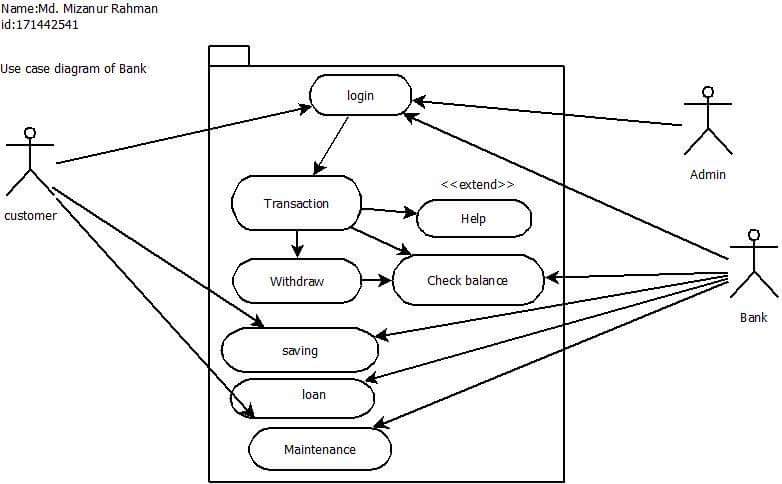 Name:Md. Mizanur Rahman
id:171442541
Use case diagram of Bank
login
Admin
<<extend>>
customer
Transaction
Help
Withdraw
Check balance
Bank
saving
loan
Maintenance